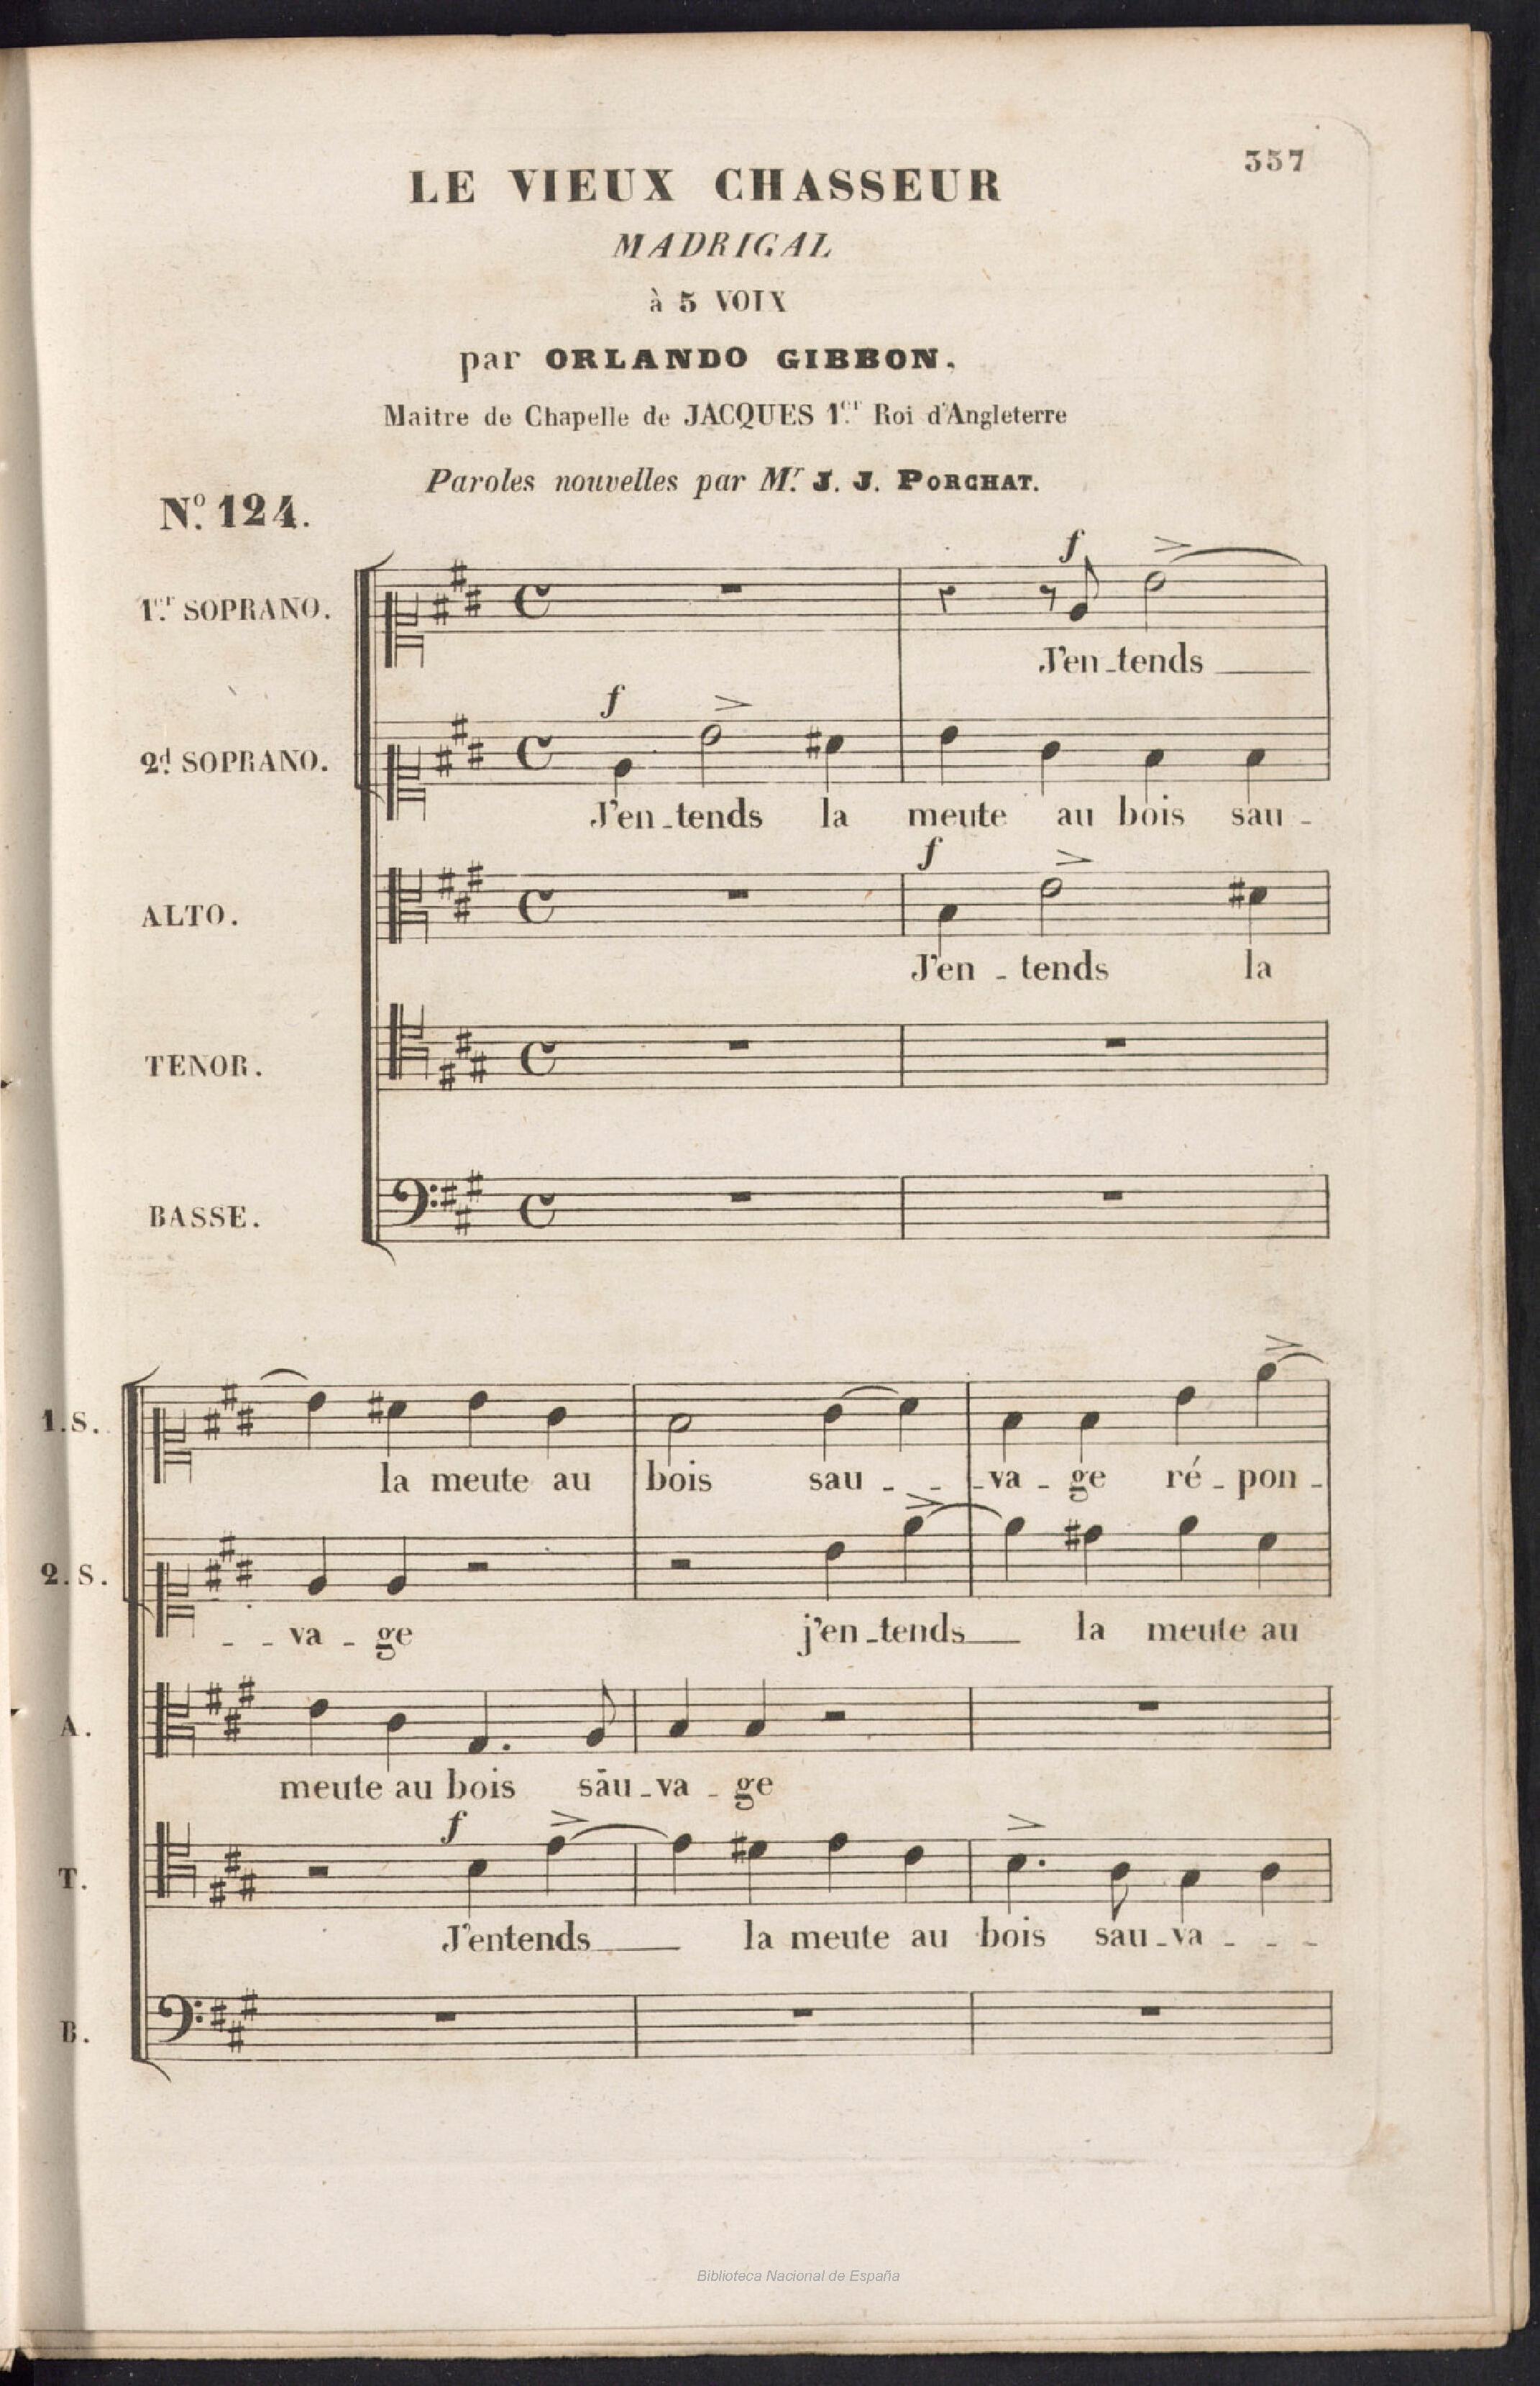 357
LE VIEUX CHASSEUR
MADRIGAL
à 5 VOIX
par ORLANDO GIBBON.
Maitre de Chapelle de JACQUES 1.er Roi d'Angleterre
Paroles nouvelles par Mr. J. J. PORCHAT.
No. 124.
f
1.er SOPRANO.
J'en_tends
f
2.d SOPRANO.
J'en_tends la meute au bois sau_
f
ALTO.
J'en_tends la
TENOR.
BASSE.
1.S.
la meute au bois sau_ _ _va_ge ré_pon_
2.S.
_ _va_ge j'en_tends la meute au
A.
meute au bois sāu_va_ge
f
T.
J'entends la meute au bois sau_va_ _ _
B.
Biblioteca Nacional de España